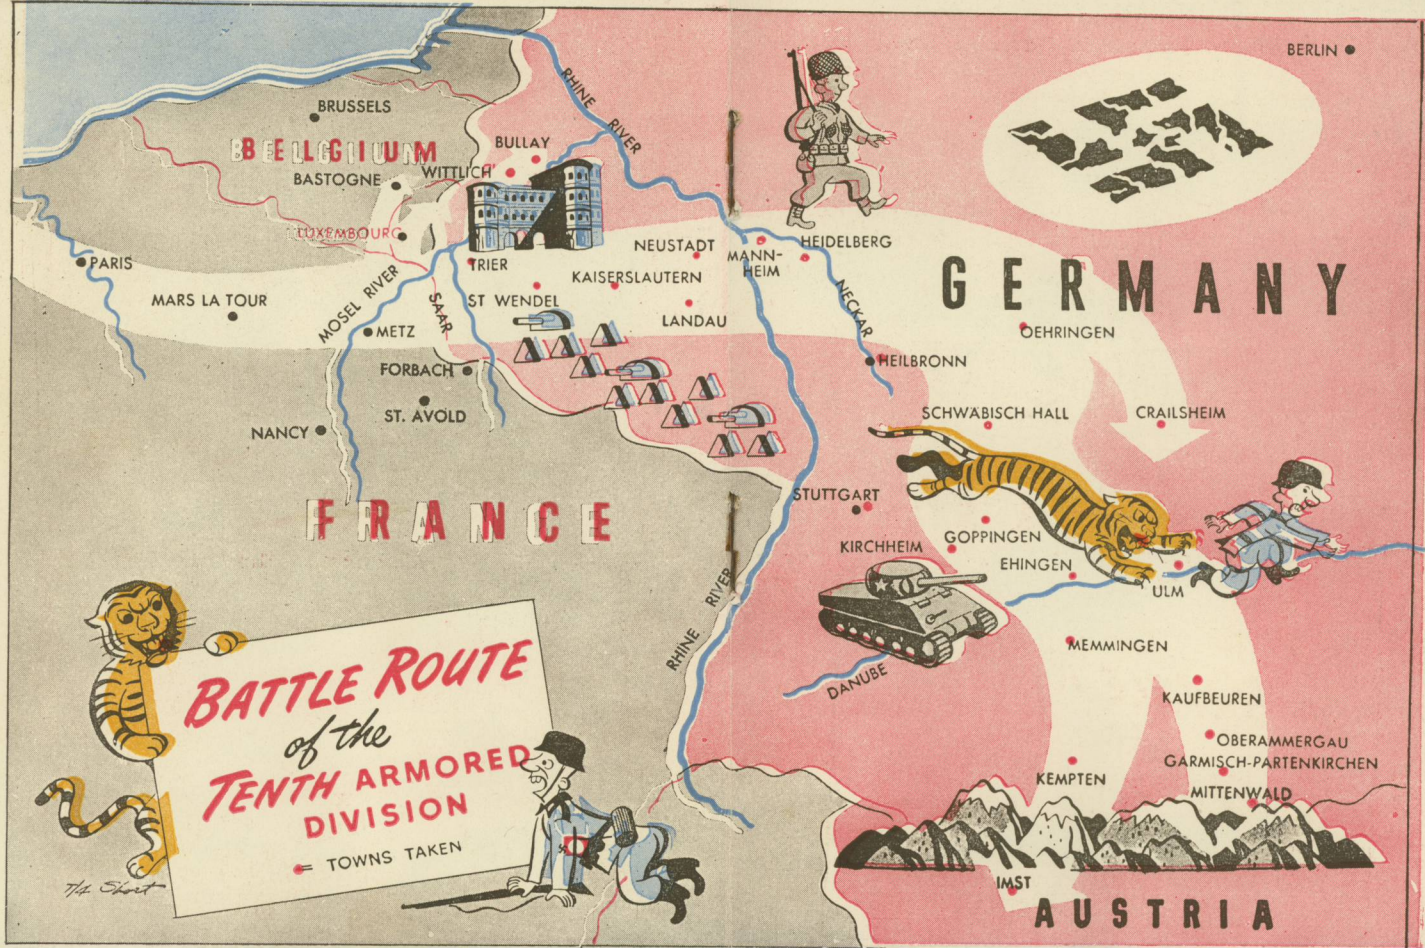 BERLIN
RHINE RIVER
BRUSSELS
BELGIUM
BULLAY
WITTLICH
BASTOGNE
LUXEMBOURG
NEUSTADT
HEIDELBERG
MANN-
HEIM
PARIS
TRIER
KAISERSLAUTERN
GERMANY
MARS LA TOUR
MOSEL RIVER
SAAR
ST WENDEL
NECKAR
LANDAU
METZ
OEHRINGEN
FORBACH
HEILBRONN
ST. AVOLD
NANCY
SCHWABISCH HALL
CRAILSHEIM
STUTTGART
FRANCE
GOPPINGEN
KIRCHHEIM
EHINGEN
ULM
RHINE RIVER
MEMMINGEN
DANUBE
KAUFBEUREN
OBERAMMERGAU
GARMISCH-PARTENKIRCHEN
KEMPTEN
MITTENWALD
IMST
AUSTRIA
BATTLE ROUTE
of the
TENTH ARMORED
DIVISION
= TOWNS TAKEN
T/4 Short